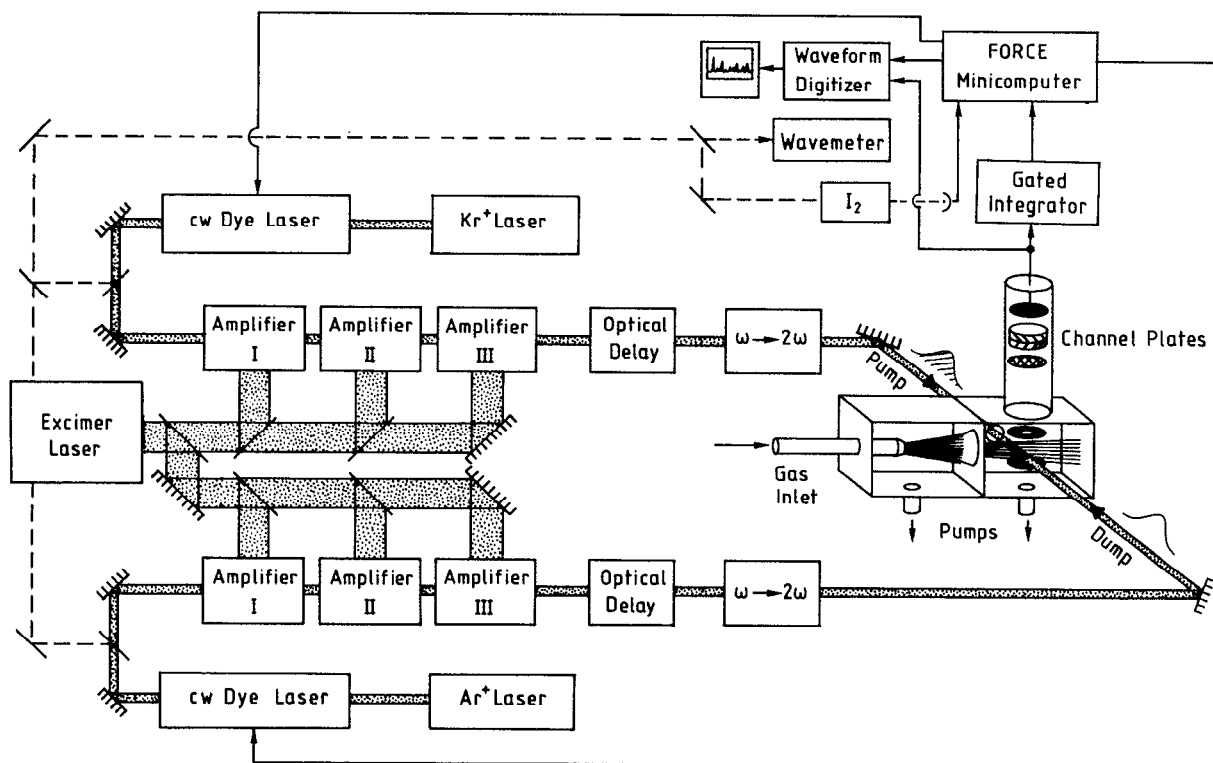 FORCE
Minicomputer
Waveform
Digitizer
Wavemeter
I₂
Gated
Integrator
cw Dye Laser
Kr⁺ Laser
Amplifier
I
Amplifier
II
Amplifier
III
Optical
Delay
ω→2ω
Pump
Channel Plates
Excimer
Laser
Gas
Inlet
Pumps
Dump
Amplifier
I
Amplifier
II
Amplifier
III
Optical
Delay
ω→2ω
cw Dye Laser
Ar⁺ Laser